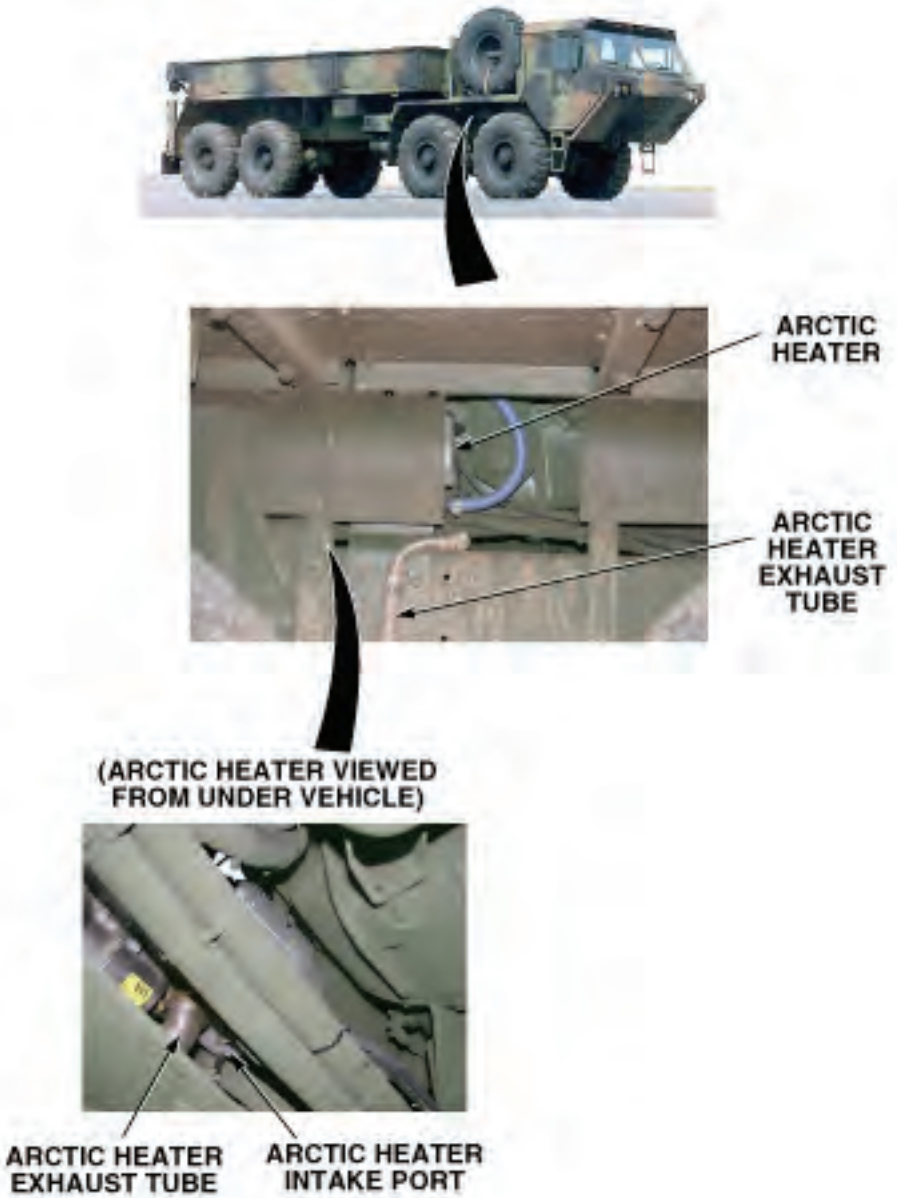 ARCTIC
HEATER
ARCTIC
HEATER
EXHAUST
TUBE
(ARCTIC HEATER VIEWED
FROM UNDER VEHICLE)
ARCTIC HEATER
EXHAUST TUBE
ARCTIC HEATER
INTAKE PORT